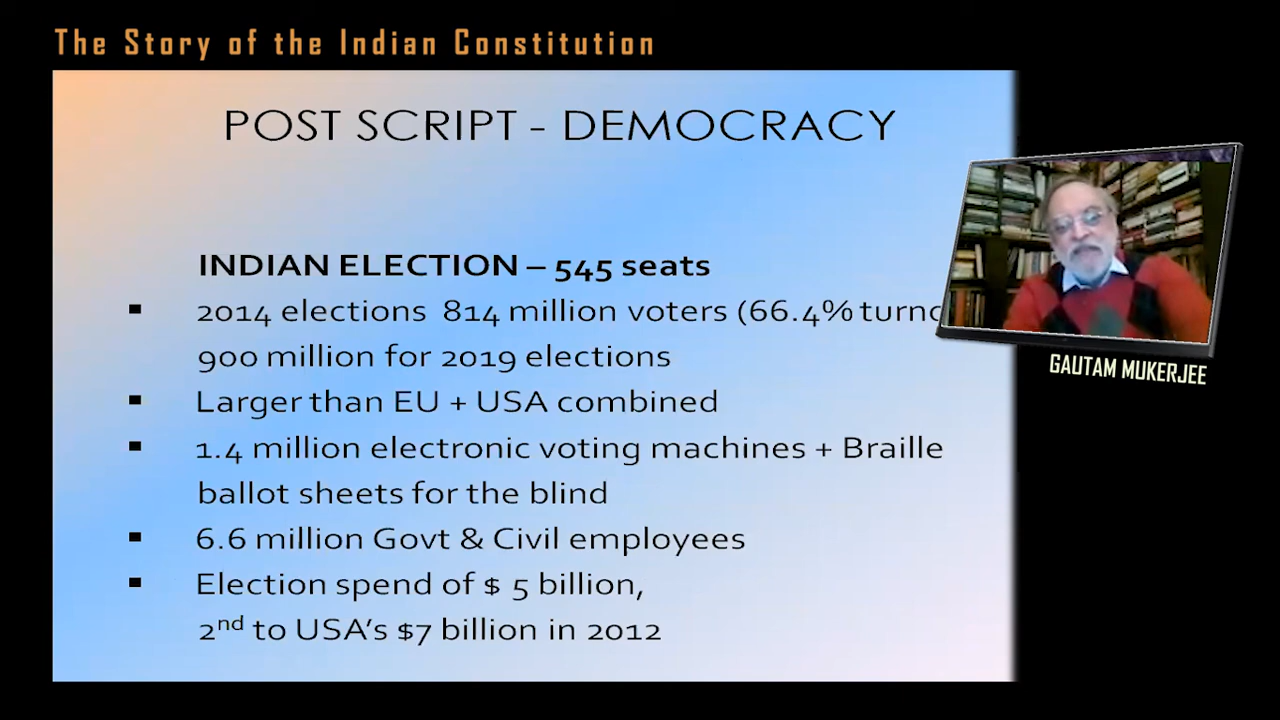 The Story of the Indian Constitution
POST SCRIPT - DEMOCRACY
INDIAN ELECTION – 545 seats
▪ 2014 elections 814 million voters (66.4%
900 million for 2019 elections
▪ Larger than EU + USA combined
▪ 1.4 million electronic voting machines + Braille
ballot sheets for the blind
▪ 6.6 million Govt & Civil employees
▪ Election spend of $ 5 billion,
2nd to USA's $7 billion in 2012
GAUTAM MUKERJEE